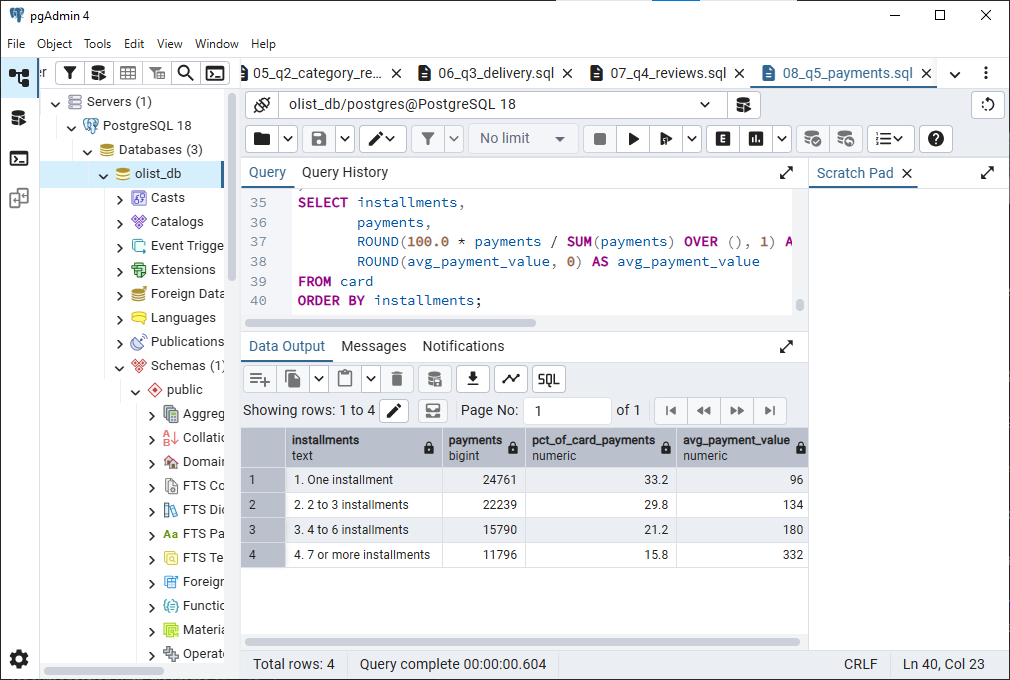 pgAdmin 4
File Object Tools Edit View Window Help
05_q2_category_re... 06_q3_delivery.sql 07_q4_reviews.sql 08_q5_payments.sql
olist_db/postgres@PostgreSQL 18
No limit
E
Servers (1)
PostgreSQL 18
Databases (3)
olist_db
Casts
Catalogs
Event Trigge
Extensions
Foreign Data
Languages
Publications
Schemas (1)
public
Aggreg
Collatio
Domain
FTS Co
FTS Dic
Aa FTS Pa
FTS Te
Foreign
Functio
Materia
Operato
Query Query History
Scratch Pad
35 SELECT installments,
36 payments,
37 ROUND(100.0 * payments / SUM(payments) OVER (), 1) A
38 ROUND(avg_payment_value, 0) AS avg_payment_value
39 FROM card
40 ORDER BY installments;
Data Output Messages Notifications
SQL
Showing rows: 1 to 4 Page No: 1 of 1
installments payments pct_of_card_payments avg_payment_value
text bigint numeric numeric
1 1. One installment 24761 33.2 96
2 2. 2 to 3 installments 22239 29.8 134
3 3. 4 to 6 installments 15790 21.2 180
4 4. 7 or more installments 11796 15.8 332
Total rows: 4 Query complete 00:00:00.604 CRLF Ln 40, Col 23